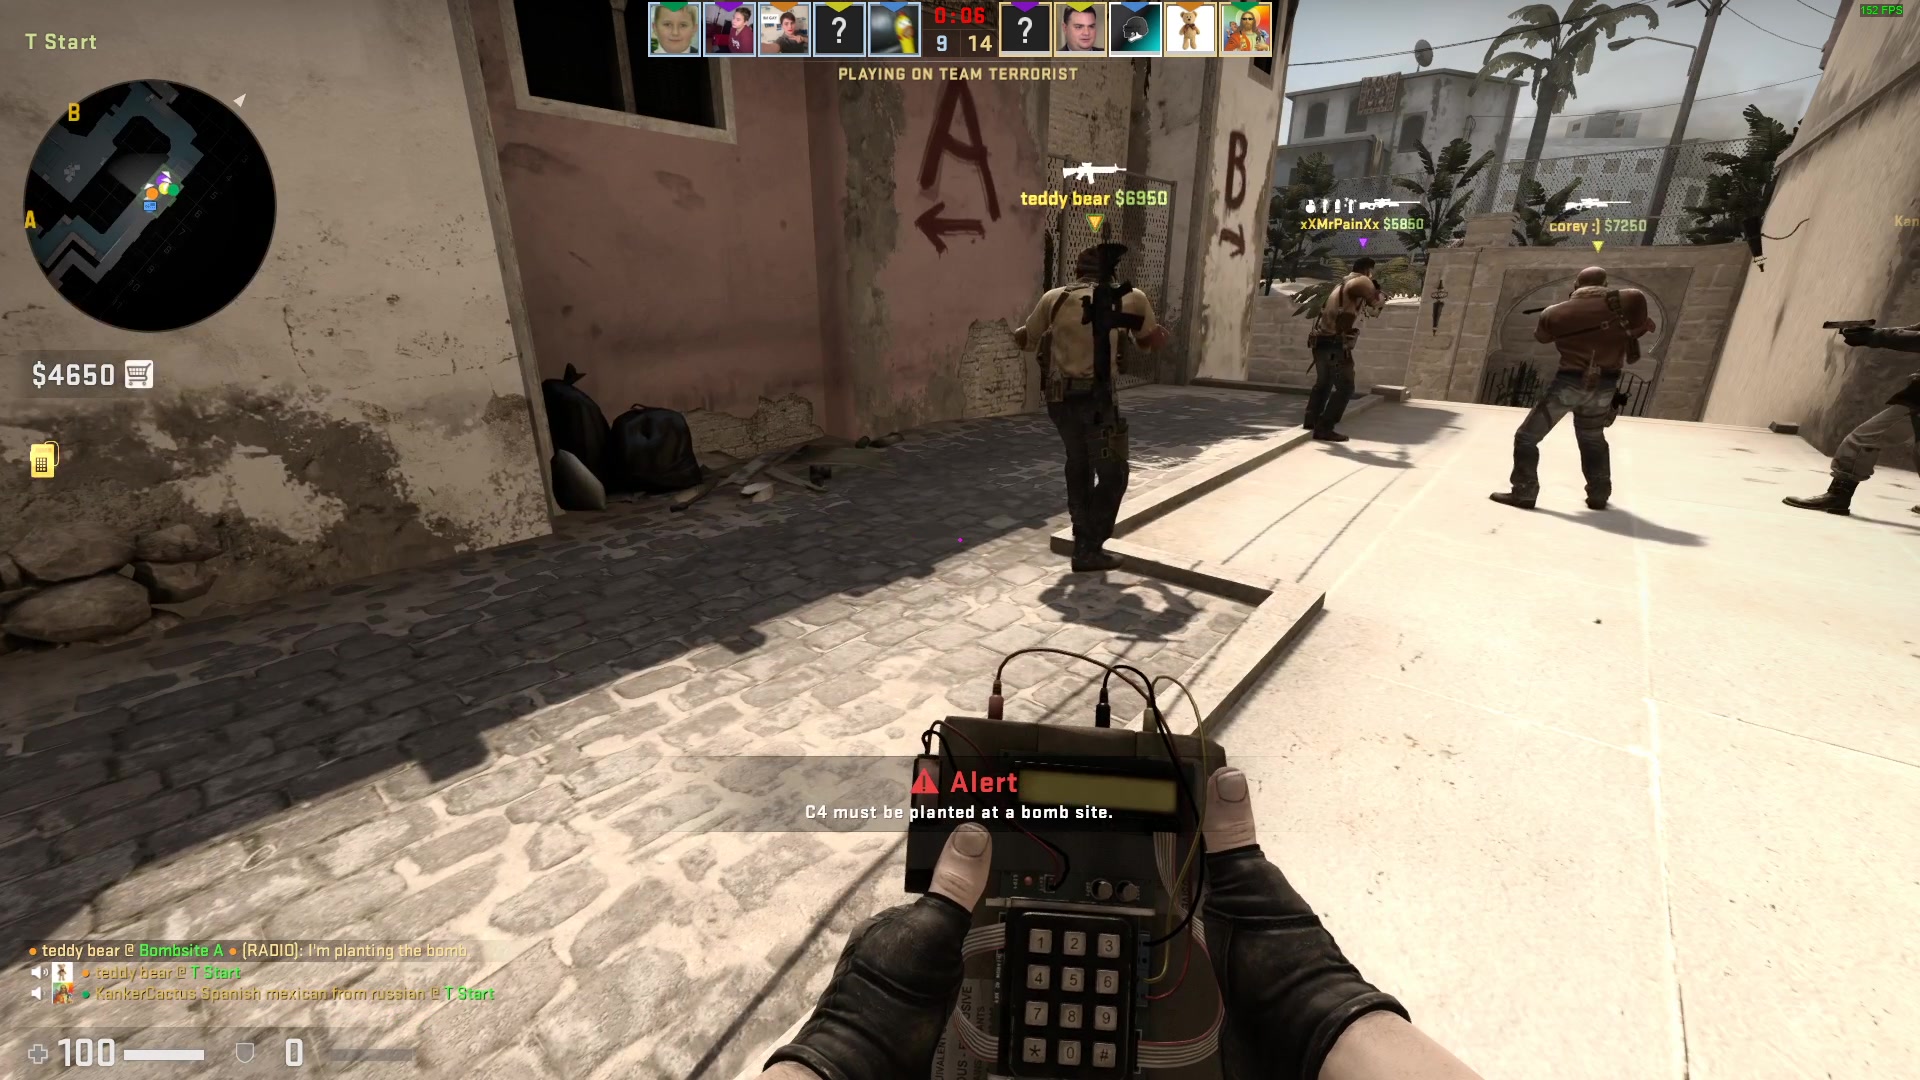 152 FPS
T Start
0:06
9 14
? ?
PLAYING ON TEAM TERRORIST
B
A
A
B
teddy bear $6950
xXMrPainXx $5850
corey :] $7250
Kan
$4650
Alert
C4 must be planted at a bomb site.
1 2 3
4 5 6
7 8 9
* 0 #
• teddy bear @ Bombsite A • (RADIO): I'm planting the bomb
• teddy bear @ T Start
• KankerCactus Spanish mexican from russian @ T Start
100 0